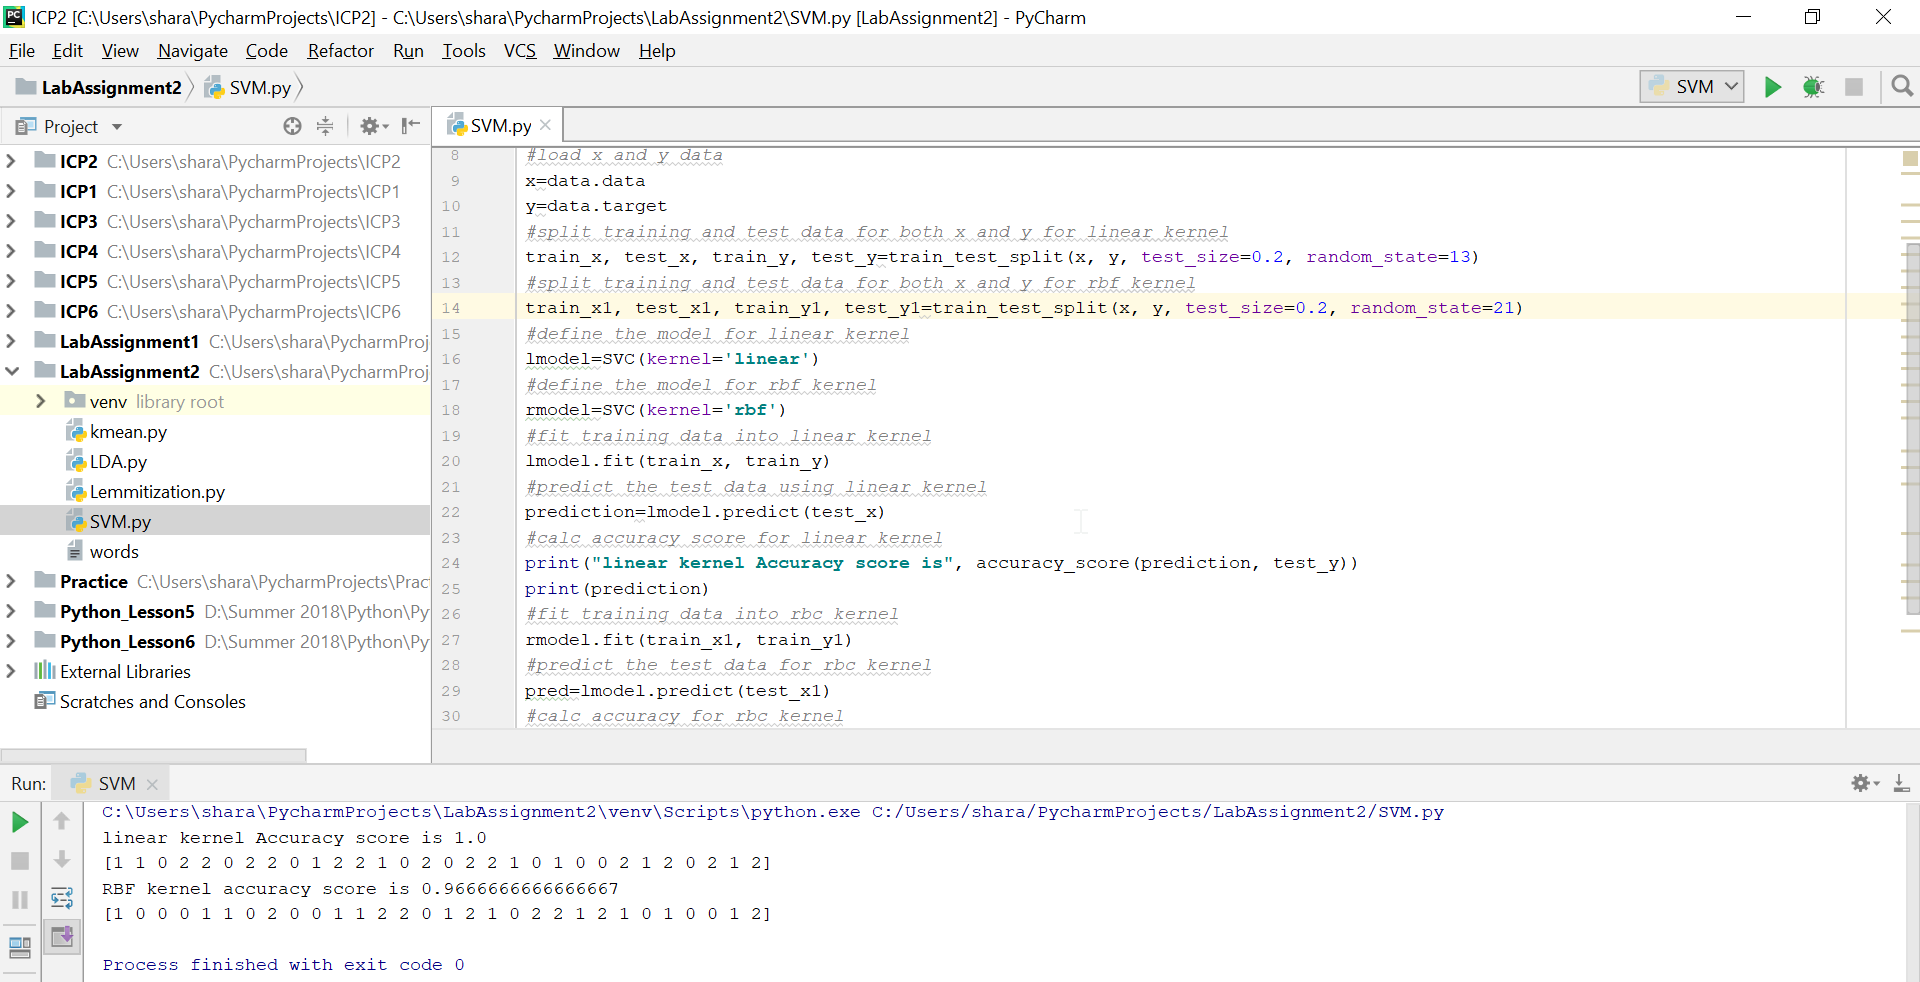 ICP2 [C:\Users\shara\PycharmProjects\ICP2] - C:\Users\shara\PycharmProjects\LabAssignment2\SVM.py [LabAssignment2] - PyCharm
File Edit View Navigate Code Refactor Run Tools VCS Window Help
LabAssignment2 SVM.py
SVM
Project
SVM.py
ICP2 C:\Users\shara\PycharmProjects\ICP2
ICP1 C:\Users\shara\PycharmProjects\ICP1
ICP3 C:\Users\shara\PycharmProjects\ICP3
ICP4 C:\Users\shara\PycharmProjects\ICP4
ICP5 C:\Users\shara\PycharmProjects\ICP5
ICP6 C:\Users\shara\PycharmProjects\ICP6
LabAssignment1 C:\Users\shara\PycharmProj
LabAssignment2 C:\Users\shara\PycharmProj
venv library root
kmean.py
LDA.py
Lemmitization.py
SVM.py
words
Practice C:\Users\shara\PycharmProjects\Prac
Python_Lesson5 D:\Summer 2018\Python\Py
Python_Lesson6 D:\Summer 2018\Python\Py
External Libraries
Scratches and Consoles
8 #load x and y data
9 x=data.data
10 y=data.target
11 #split training and test data for both x and y for linear kernel
12 train_x, test_x, train_y, test_y=train_test_split(x, y, test_size=0.2, random_state=13)
13 #split training and test data for both x and y for rbf kernel
14 train_x1, test_x1, train_y1, test_y1=train_test_split(x, y, test_size=0.2, random_state=21)
15 #define the model for linear kernel
16 lmodel=SVC(kernel='linear')
17 #define the model for rbf kernel
18 rmodel=SVC(kernel='rbf')
19 #fit training data into linear kernel
20 lmodel.fit(train_x, train_y)
21 #predict the test data using linear kernel
22 prediction=lmodel.predict(test_x)
23 #calc accuracy score for linear kernel
24 print("linear kernel Accuracy score is", accuracy_score(prediction, test_y))
25 print(prediction)
26 #fit training data into rbc kernel
27 rmodel.fit(train_x1, train_y1)
28 #predict the test data for rbc kernel
29 pred=lmodel.predict(test_x1)
30 #calc accuracy for rbc kernel
Run: SVM
C:\Users\shara\PycharmProjects\LabAssignment2\venv\Scripts\python.exe C:/Users/shara/PycharmProjects/LabAssignment2/SVM.py
linear kernel Accuracy score is 1.0
[1 1 0 2 2 0 2 2 0 1 2 2 1 0 2 0 2 2 1 0 1 0 0 2 1 2 0 2 1 2]
RBF kernel accuracy score is 0.9666666666666667
[1 0 0 0 1 1 0 2 0 0 1 1 2 2 0 1 2 1 0 2 2 1 2 1 0 1 0 0 1 2]
Process finished with exit code 0